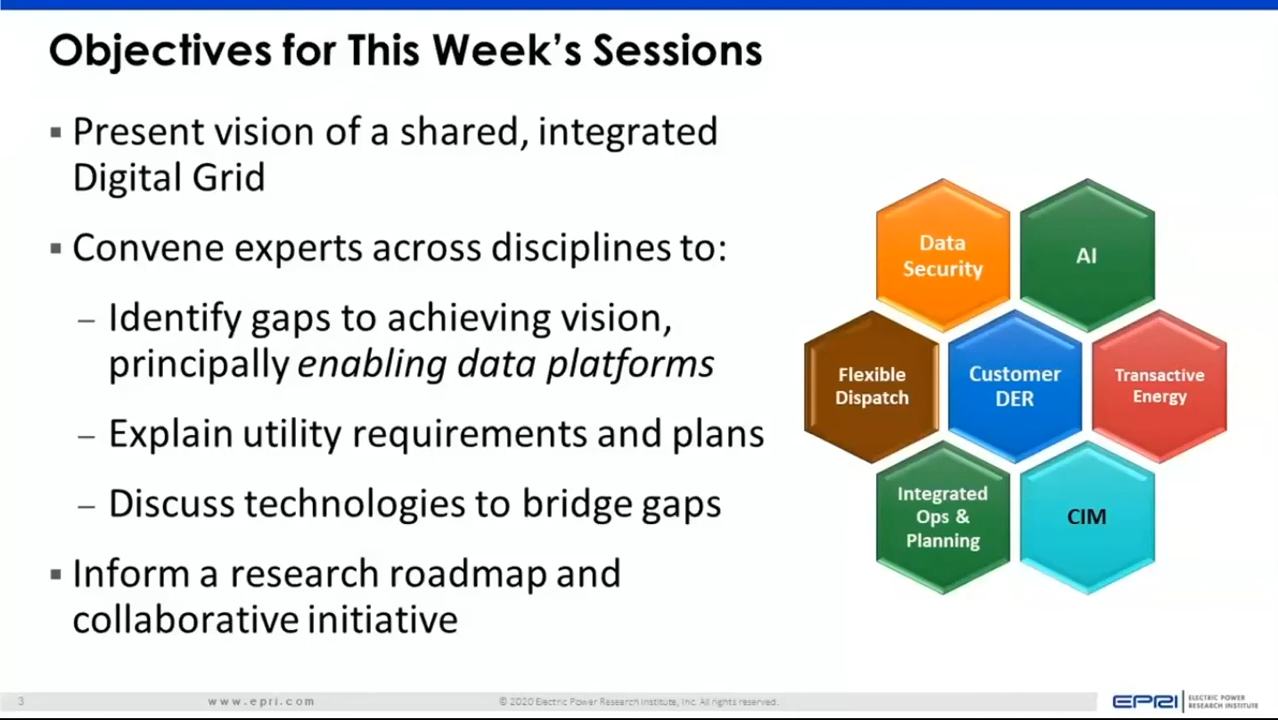 Objectives for This Week's Sessions
▪ Present vision of a shared, integrated
Digital Grid
▪ Convene experts across disciplines to:
– Identify gaps to achieving vision,
principally enabling data platforms
– Explain utility requirements and plans
– Discuss technologies to bridge gaps
▪ Inform a research roadmap and
collaborative initiative
Data
Security
AI
Flexible
Dispatch
Customer
DER
Transactive
Energy
Integrated
Ops &
Planning
CIM
3
www.epri.com
© 2020 Electric Power Research Institute, Inc. All rights reserved.
EPRI
ELECTRIC POWER
RESEARCH INSTITUTE